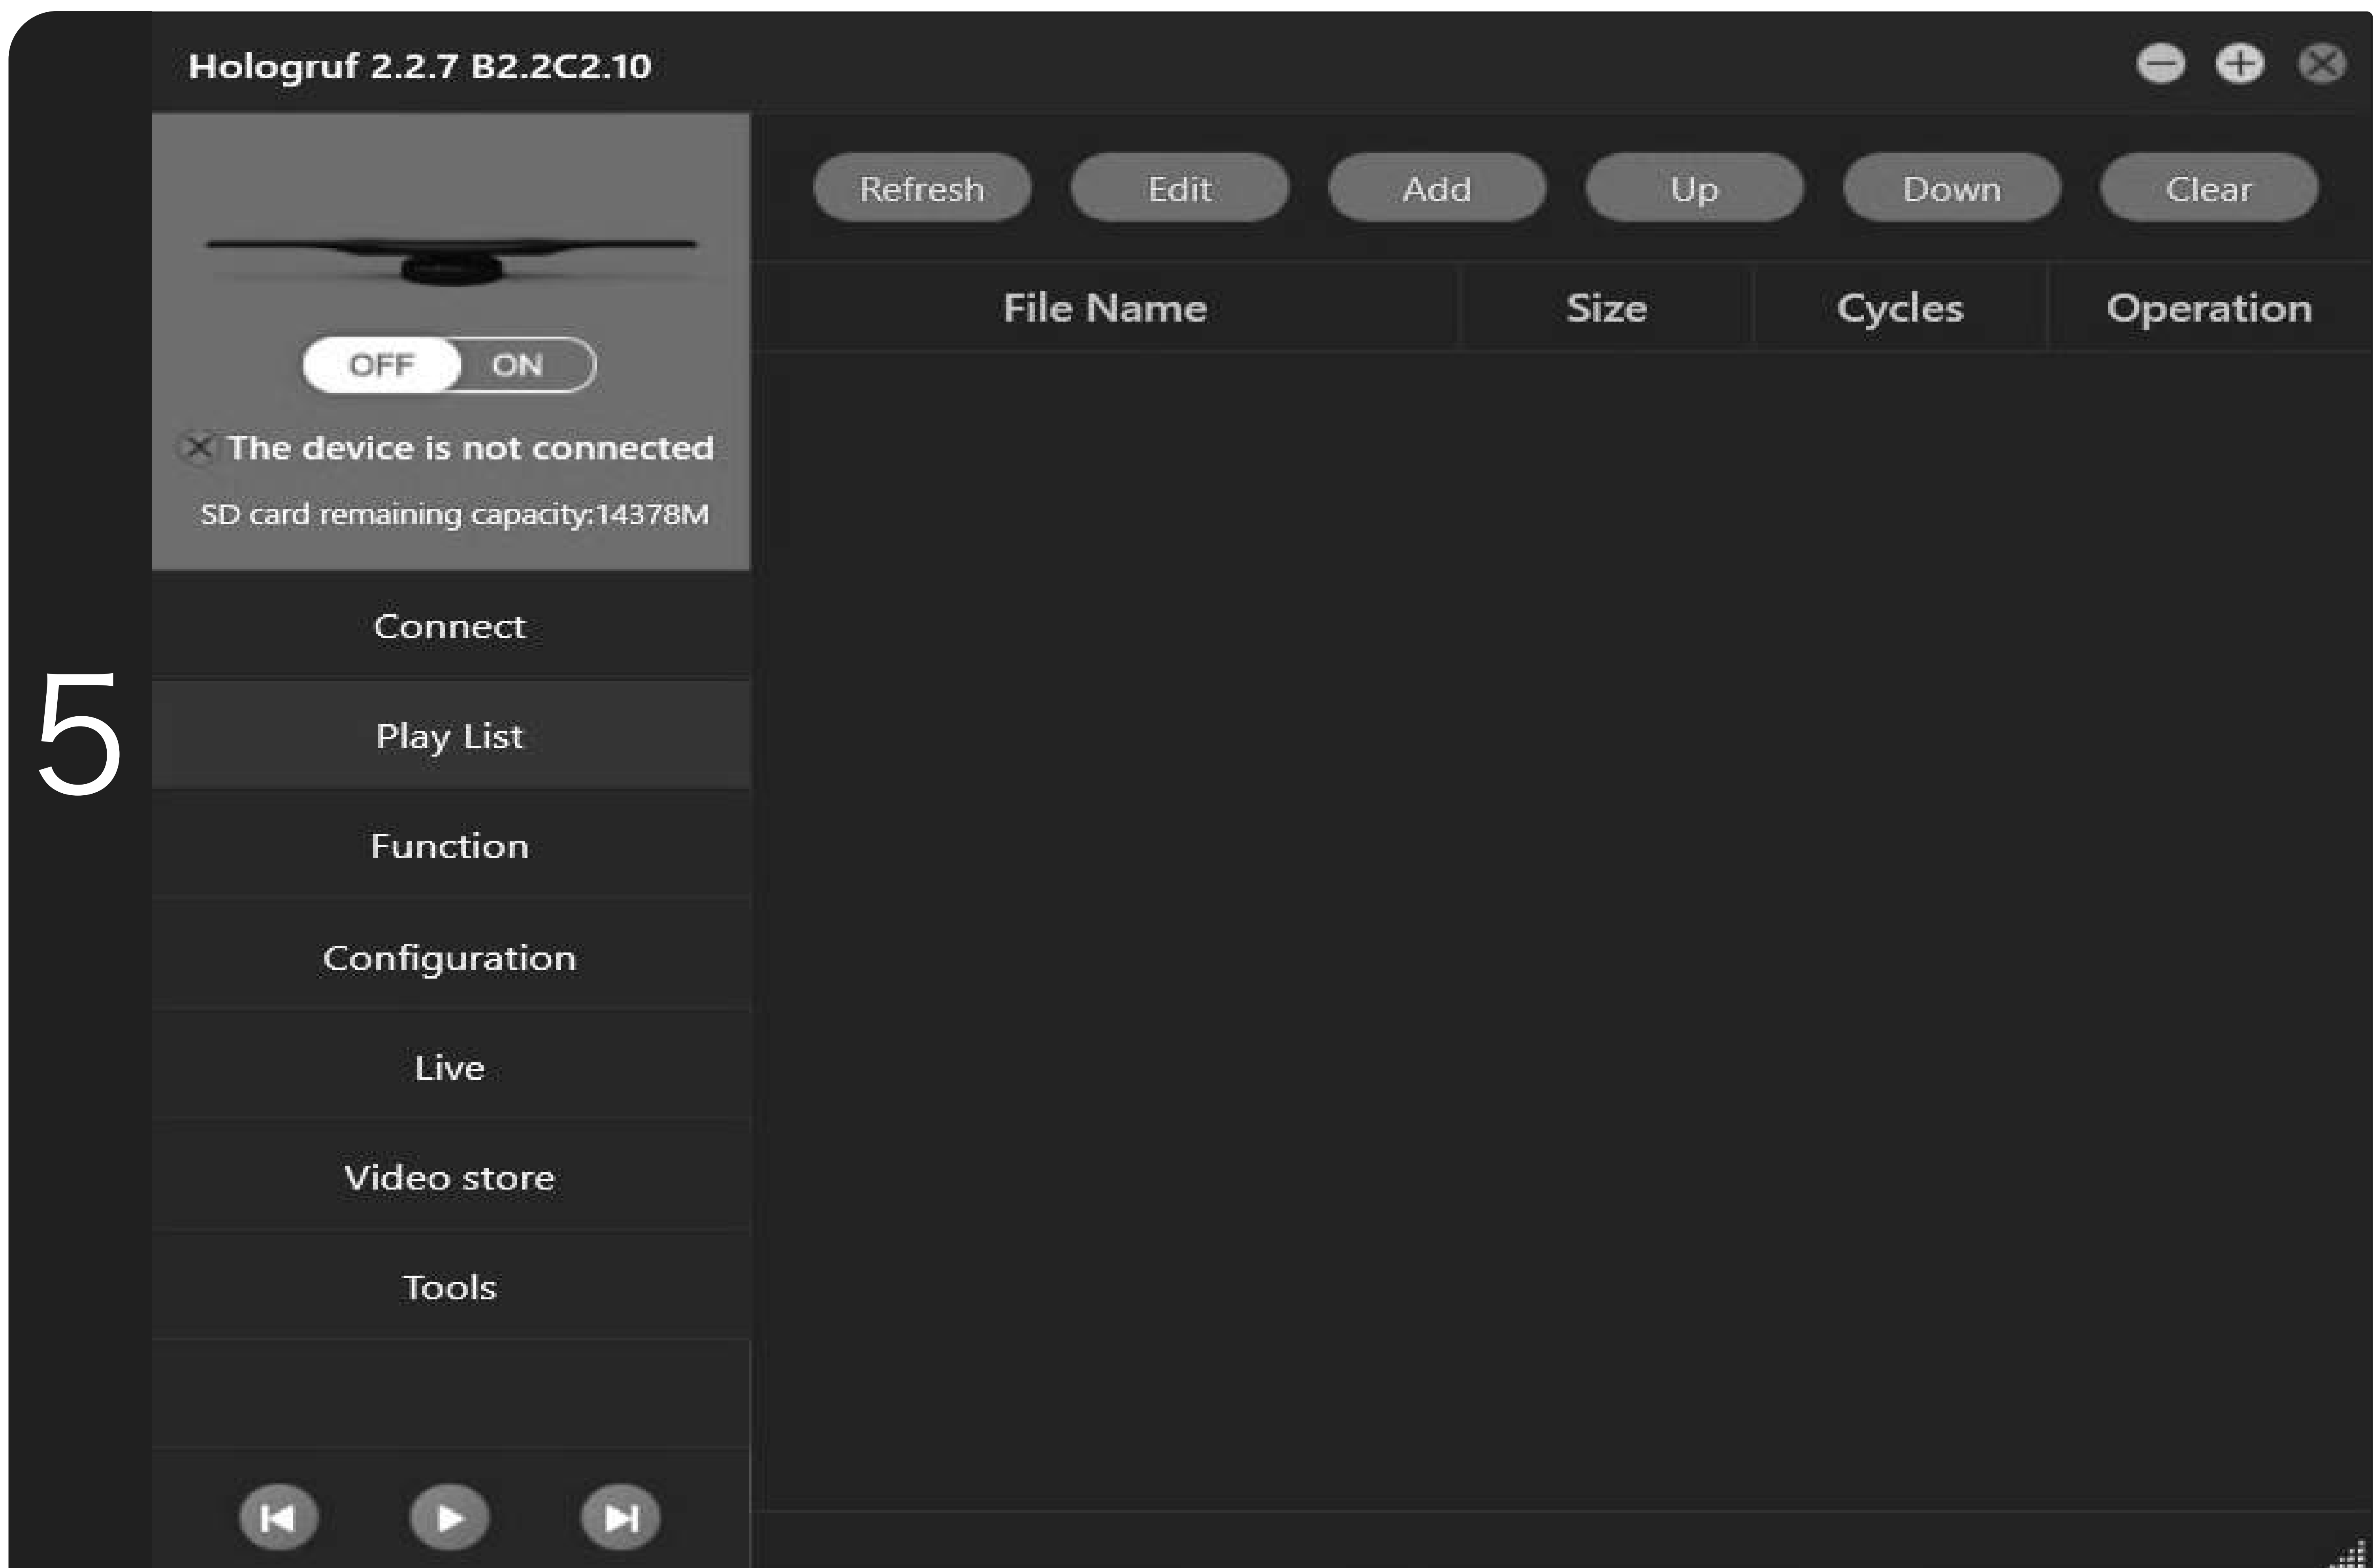 Hologruf 2.2.7 B2.2C2.10
OFF ON
The device is not connected
SD card remaining capacity:14378M
5
Connect
Play List
Function
Configuration
Live
Video store
Tools
Refresh Edit Add Up Down Clear
File Name Size Cycles Operation